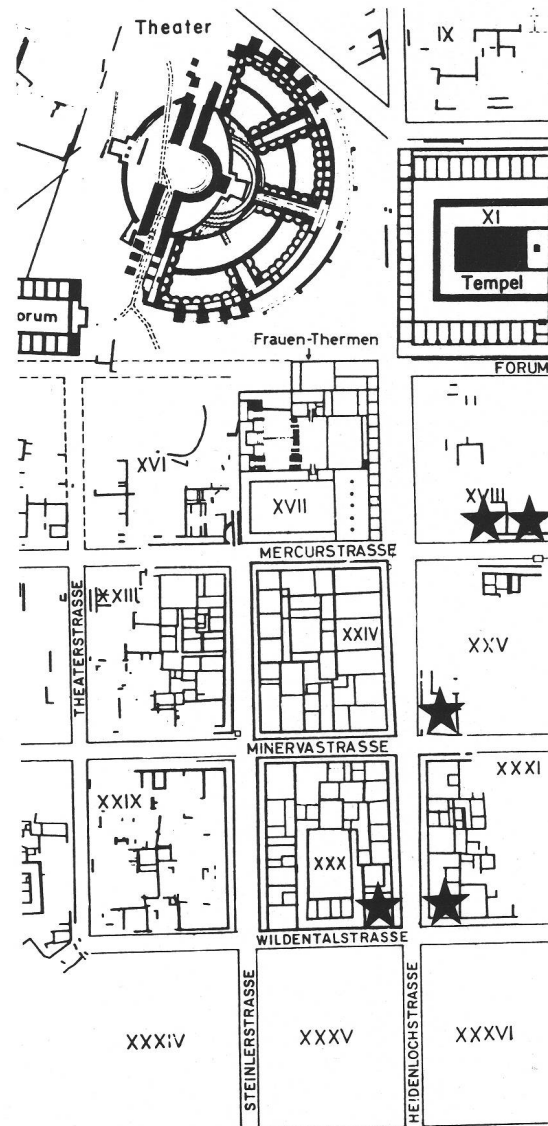 Theater
IX
XI
Tempel
orum
Frauen-Thermen
FORUM
XVI
XVII
XVIII
MERCURSTRASSE
THEATERSTRASSE
XXIII
XXIV
XXV
MINERVASTRASSE
XXIX
XXX
XXXI
WILDENTALSTRASSE
STEINLERSTRASSE
HEIDENLOCHSTRASSE
XXXIV
XXXV
XXXVI